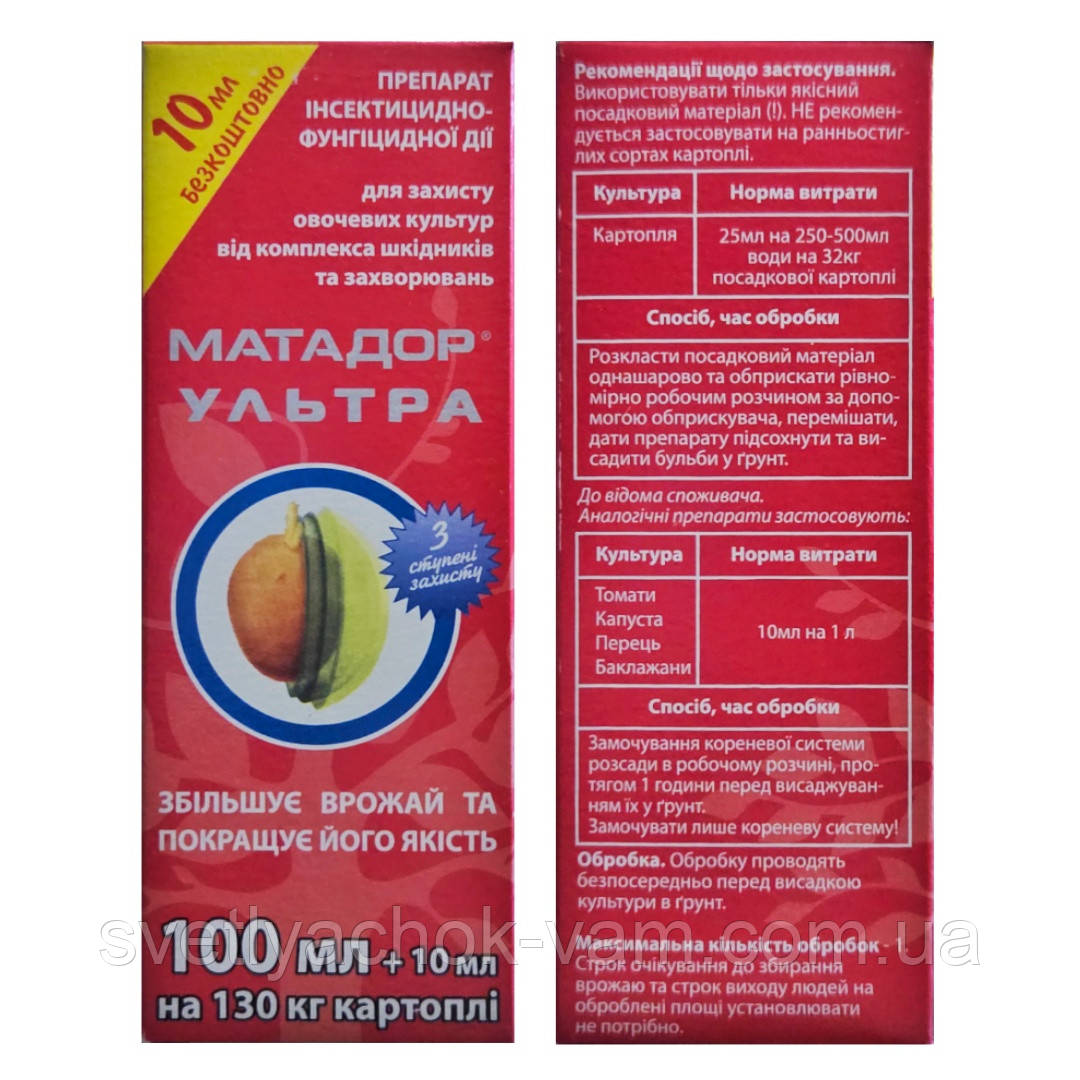 10 мл
безкоштовно
ПРЕПАРАТ
ІНСЕКТИЦИДНО-
ФУНГІЦИДНОЇ ДІЇ
для захисту
овочевих культур
від комплекса шкідників
та захворювань
МАТАДОР®
УЛЬТРА
3
ступені
захисту
ЗБІЛЬШУЄ ВРОЖАЙ ТА
ПОКРАЩУЄ ЙОГО ЯКІСТЬ
100 мл + 10 мл
на 130 кг картоплі
Рекомендації щодо застосування.
Використовувати тільки якісний
посадковий матеріал (!). НЕ рекомен-
дується застосовувати на ранньостиг-
лих сортах картоплі.
Культура Норма витрати
Картопля 25мл на 250-500мл
води на 32кг
посадкової картоплі
Спосіб, час обробки
Розкласти посадковий матеріал
одношарово та обприскати рівно-
мірно робочим розчином за допо-
могою обприскувача, перемішати,
дати препарату підсохнути та ви-
садити бульби у ґрунт.
До відома споживача.
Аналогічні препарати застосовують:
Культура Норма витрати
Томати
Капуста
Перець
Баклажани
10мл на 1 л
Спосіб, час обробки
Замочування кореневої системи
розсади в робочому розчині, про-
тягом 1 години перед висаджуван-
ням їх у ґрунт.
Замочувати лише кореневу систему!
Обробка. Обробку проводять
безпосередньо перед висадкою
культури в ґрунт.
Максимальна кількість обробок - 1.
Строк очікування до збирання
врожаю та строк виходу людей на
оброблені площі установлювати
не потрібно.
svetlyachok-vam.com.ua